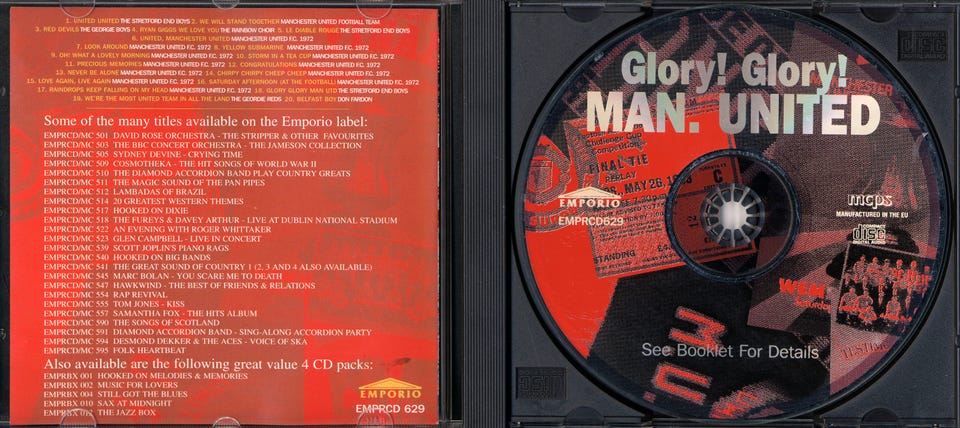 1. UNITED UNITED THE STRETFORD END BOYS 2. WE WILL STAND TOGETHER MANCHESTER UNITED FOOTBALL TEAM
3. RED DEVILS THE GEORGIE BOYS 4. RYAN GIGGS WE LOVE YOU THE RAINBOW CHOIR 5. LE DIABLE ROUGE THE STRETFORD END BOYS
6. UNITED, MANCHESTER UNITED MANCHESTER UNITED F.C. 1972
7. LOOK AROUND MANCHESTER UNITED F.C. 1972 8. YELLOW SUBMARINE MANCHESTER UNITED F.C. 1972
9. OH! WHAT A LOVELY MORNING MANCHESTER UNITED F.C. 1972 10. STORM IN A TEA CUP MANCHESTER UNITED F.C. 1972
11. PRECIOUS MEMORIES MANCHESTER UNITED F.C. 1972 12. CONGRATULATIONS MANCHESTER UNITED F.C. 1972
13. NEVER BE ALONE MANCHESTER UNITED F.C. 1972 14. CHIRPY CHIRPY CHEEP CHEEP MANCHESTER UNITED F.C. 1972
15. LOVE AGAIN, LIVE AGAIN MANCHESTER UNITED F.C. 1972 16. SATURDAY AFTERNOON (AT THE FOOTBALL) MANCHESTER UNITED F.C. 1972
17. RAINDROPS KEEP FALLING ON MY HEAD MANCHESTER UNITED F.C. 1972 18. GLORY GLORY MAN UTD THE STRETFORD END BOYS
19. WE'RE THE MOST UNITED TEAM IN ALL THE LAND THE GEORDIE REDS 20. BELFAST BOY DON FARDON
Some of the many titles available on the Emporio label:
EMPRCD/MC 501 DAVID ROSE ORCHESTRA - THE STRIPPER & OTHER FAVOURITES
EMPRCD/MC 503 THE BBC CONCERT ORCHESTRA - THE JAMESON COLLECTION
EMPRCD/MC 505 SYDNEY DEVINE - CRYING TIME
EMPRCD/MC 509 COSMOTHEKA - THE HIT SONGS OF WORLD WAR II
EMPRCD/MC 510 THE DIAMOND ACCORDION BAND PLAY COUNTRY GREATS
EMPRCD/MC 511 THE MAGIC SOUND OF THE PAN PIPES
EMPRCD/MC 512 LAMBADAS OF BRAZIL
EMPRCD/MC 514 20 GREATEST WESTERN THEMES
EMPRCD/MC 517 HOOKED ON DIXIE
EMPRCD/MC 518 THE FUREYS & DAVEY ARTHUR - LIVE AT DUBLIN NATIONAL STADIUM
EMPRCD/MC 522 AN EVENING WITH ROGER WHITTAKER
EMPRCD/MC 523 GLEN CAMPBELL - LIVE IN CONCERT
EMPRCD/MC 539 SCOTT JOPLIN'S PIANO RAGS
EMPRCD/MC 540 HOOKED ON BIG BANDS
EMPRCD/MC 541 THE GREAT SOUND OF COUNTRY 1 (2, 3 AND 4 ALSO AVAILABLE)
EMPRCD/MC 545 MARC BOLAN - YOU SCARE ME TO DEATH
EMPRCD/MC 547 HAWKWIND - THE BEST OF FRIENDS & RELATIONS
EMPRCD/MC 554 RAP REVIVAL
EMPRCD/MC 555 TOM JONES - KISS
EMPRCD/MC 557 SAMANTHA FOX - THE HITS ALBUM
EMPRCD/MC 590 THE SONGS OF SCOTLAND
EMPRCD/MC 591 DIAMOND ACCORDION BAND - SING-ALONG ACCORDION PARTY
EMPRCD/MC 594 DESMOND DEKKER & THE ACES - VOICE OF SKA
EMPRCD/MC 595 FOLK HEARTBEAT
Also available are the following great value 4 CD packs:
EMPRBX 001 HOOKED ON MELODIES & MEMORIES
EMPRBX 002 MUSIC FOR LOVERS
EMPRBX 004 STILL GOT THE BLUES
EMPRBX 010 SAX AT MIDNIGHT
EMPRBX 013 THE JAZZ BOX
EMPORIO
EMPRCD 629
Glory! Glory!
MAN. UNITED
Challenge Cup
Competition
FINAL TIE
REPLAY
MAY 26,
C
STANDING
EMPORIO
EMPRCD629
mcps
MANUFACTURED IN THE EU
COMPACT
disc
DIGITAL AUDIO
WEM
See Booklet For Details